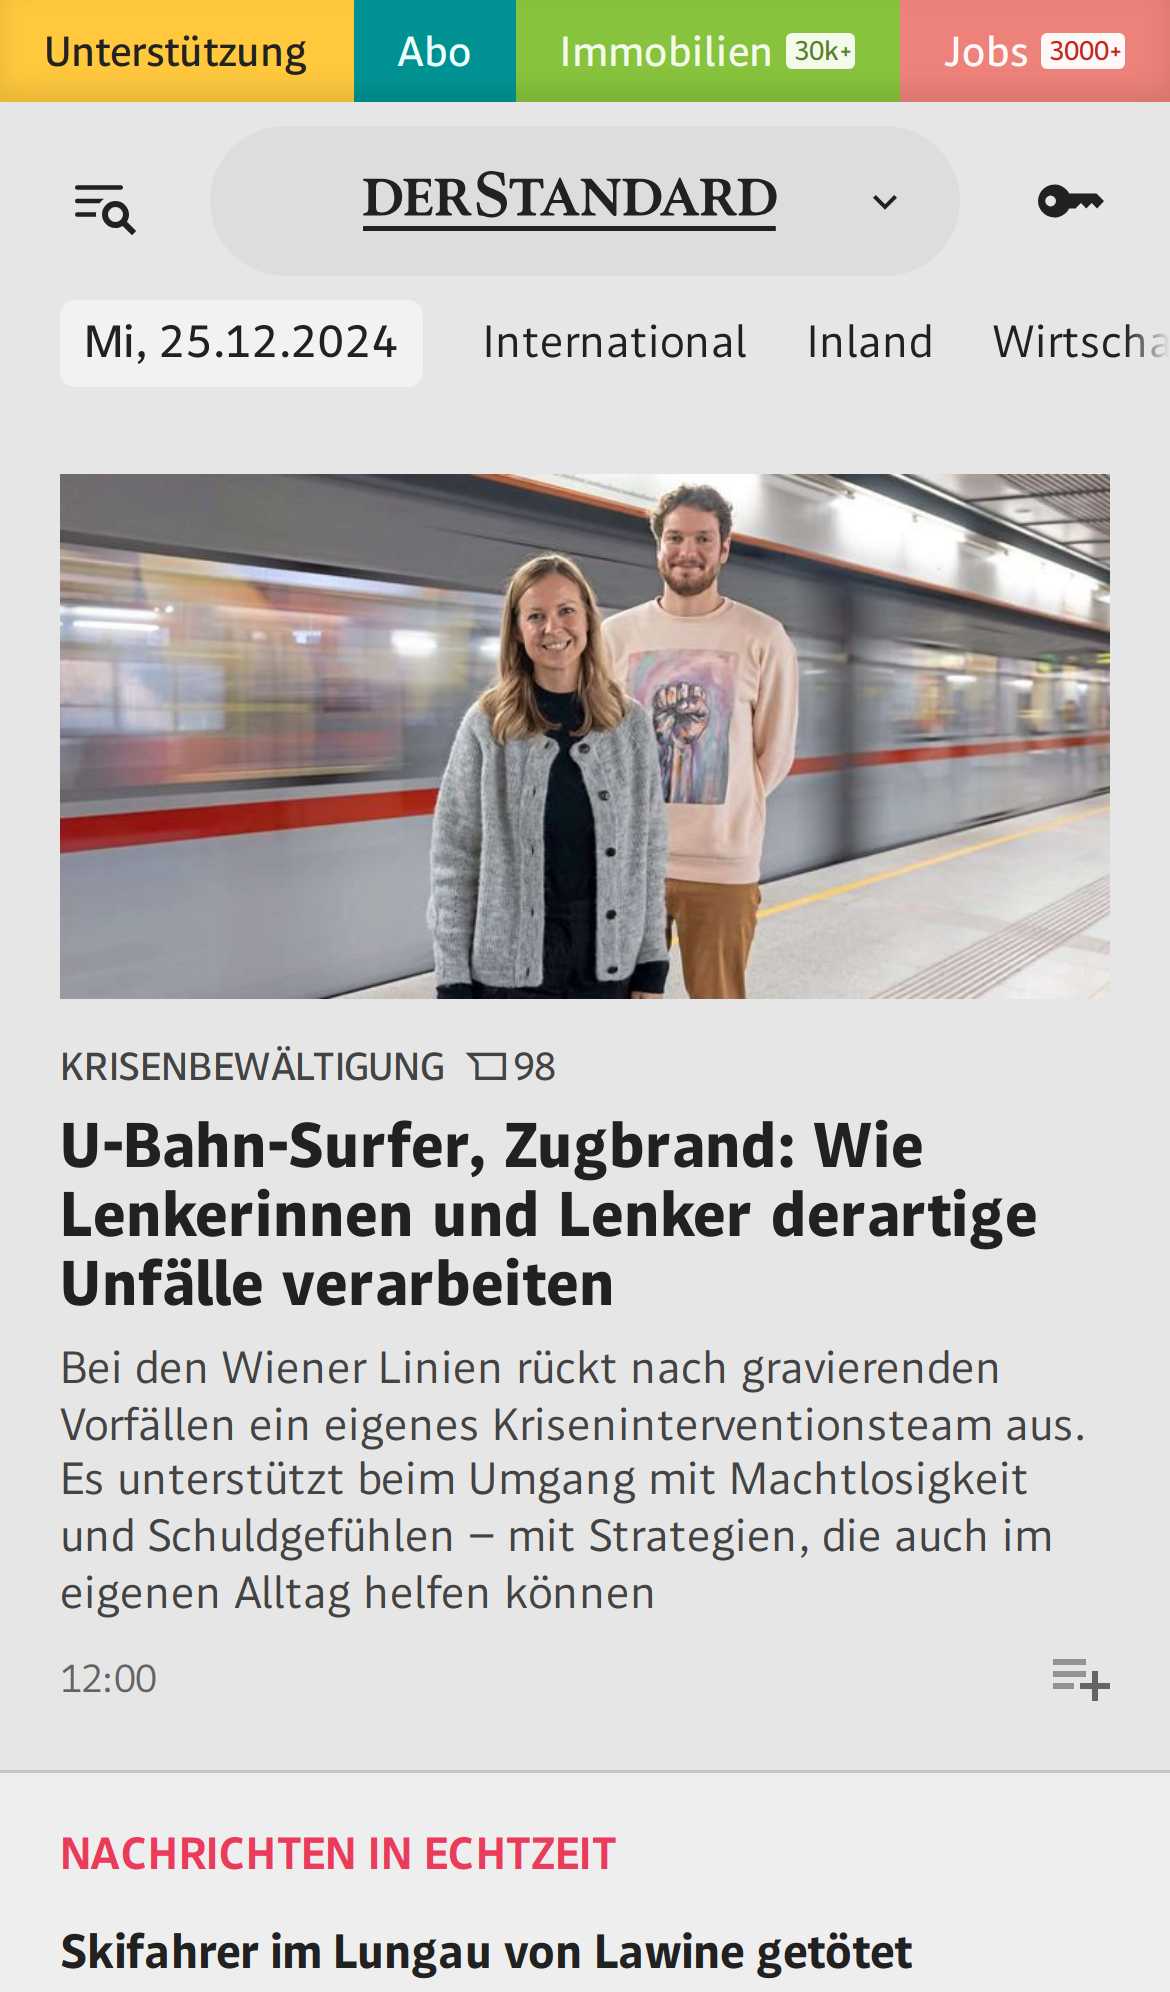 Unterstützung Abo Immobilien 30k+ Jobs 3000+
DERSTANDARD
Mi, 25.12.2024 International Inland Wirtscha
KRISENBEWÄLTIGUNG 98
U-Bahn-Surfer, Zugbrand: Wie
Lenkerinnen und Lenker derartige
Unfälle verarbeiten
Bei den Wiener Linien rückt nach gravierenden
Vorfällen ein eigenes Kriseninterventionsteam aus.
Es unterstützt beim Umgang mit Machtlosigkeit
und Schuldgefühlen – mit Strategien, die auch im
eigenen Alltag helfen können
12:00
NACHRICHTEN IN ECHTZEIT
Skifahrer im Lungau von Lawine getötet